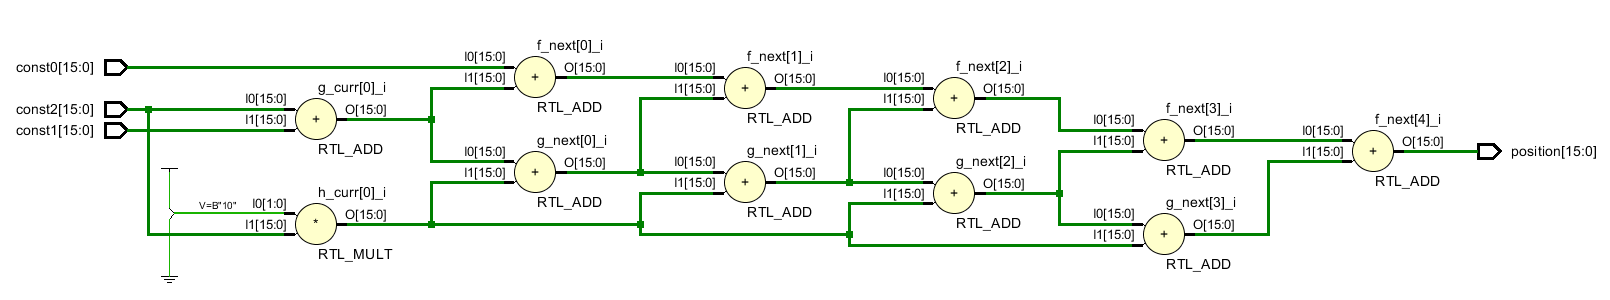 f_next[0]_i
I0[15:0]
I1[15:0]
+
O[15:0]
RTL_ADD
f_next[1]_i
I0[15:0]
I1[15:0]
+
O[15:0]
RTL_ADD
f_next[2]_i
I0[15:0]
I1[15:0]
+
O[15:0]
RTL_ADD
const0[15:0]
const2[15:0]
const1[15:0]
g_curr[0]_i
I0[15:0]
I1[15:0]
+
O[15:0]
RTL_ADD
f_next[3]_i
I0[15:0]
I1[15:0]
+
O[15:0]
RTL_ADD
f_next[4]_i
I0[15:0]
I1[15:0]
+
O[15:0]
RTL_ADD
position[15:0]
g_next[0]_i
I0[15:0]
I1[15:0]
+
O[15:0]
RTL_ADD
g_next[1]_i
I0[15:0]
I1[15:0]
+
O[15:0]
RTL_ADD
g_next[2]_i
I0[15:0]
I1[15:0]
+
O[15:0]
RTL_ADD
h_curr[0]_i
V=B"10"
I0[1:0]
I1[15:0]
*
O[15:0]
RTL_MULT
g_next[3]_i
I0[15:0]
I1[15:0]
+
O[15:0]
RTL_ADD